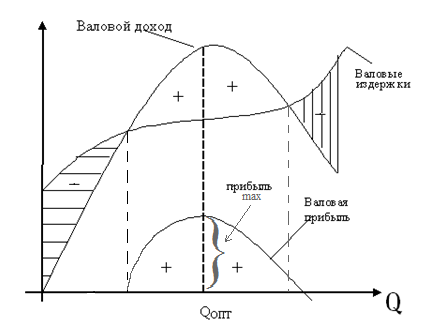 Валовой доход
Валовые
издержки
+
+
-
+
прибыль
max
Валовая
прибыль
+
+
Q
Qопт